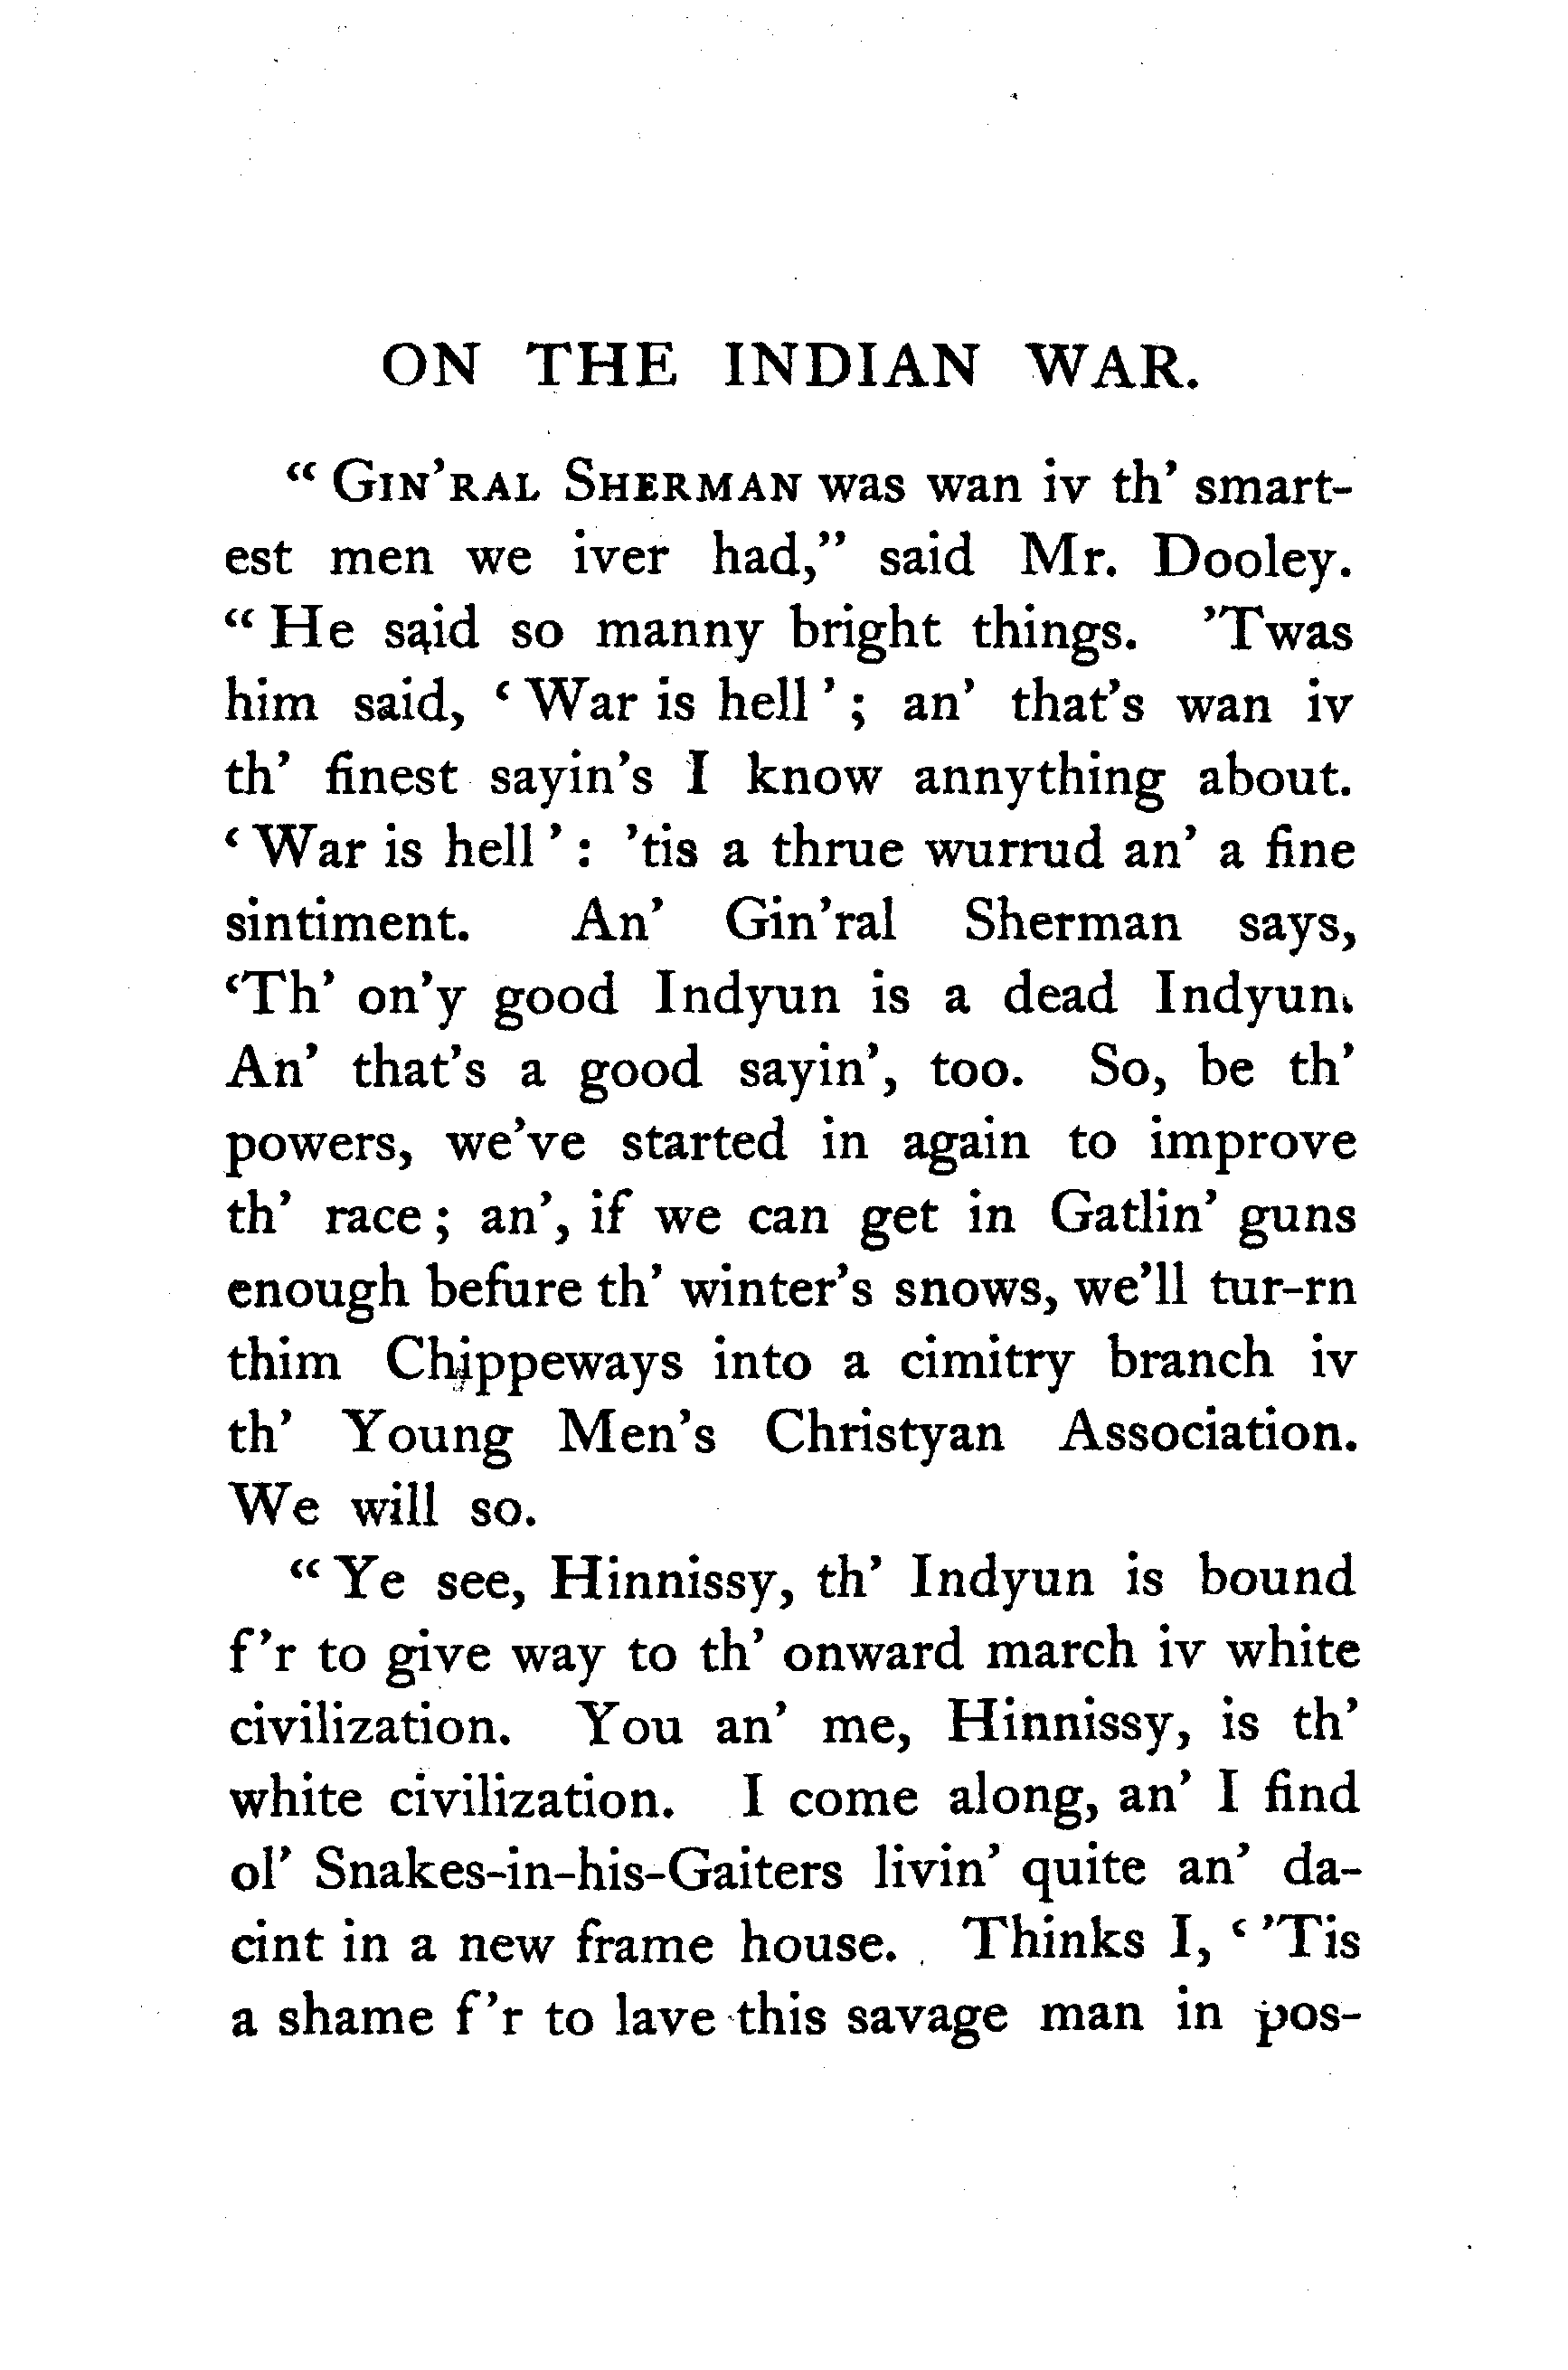 ON THE INDIAN WAR.
“ Gin’ral Sherman was wan iv th’ smart-
est men we iver had,” said Mr. Dooley.
“ He said so manny bright things. ’Twas
him said, ‘ War is hell ’ ; an’ that’s wan iv
th’ finest sayin’s I know annything about.
‘ War is hell ’ : ’tis a thrue wurrud an’ a fine
sintiment. An’ Gin’ral Sherman says,
‘Th’ on’y good Indyun is a dead Indyun.
An’ that’s a good sayin’, too. So, be th’
powers, we’ve started in again to improve
th’ race ; an’, if we can get in Gatlin’ guns
enough befure th’ winter’s snows, we’ll tur-rn
thim Chippeways into a cimitry branch iv
th’ Young Men’s Christyan Association.
We will so.
“ Ye see, Hinnissy, th’ Indyun is bound
f’r to give way to th’ onward march iv white
civilization. You an’ me, Hinnissy, is th’
white civilization. I come along, an’ I find
ol’ Snakes-in-his-Gaiters livin’ quite an’ da-
cint in a new frame house. Thinks I, ‘ ’Tis
a shame f’r to lave this savage man in pos-